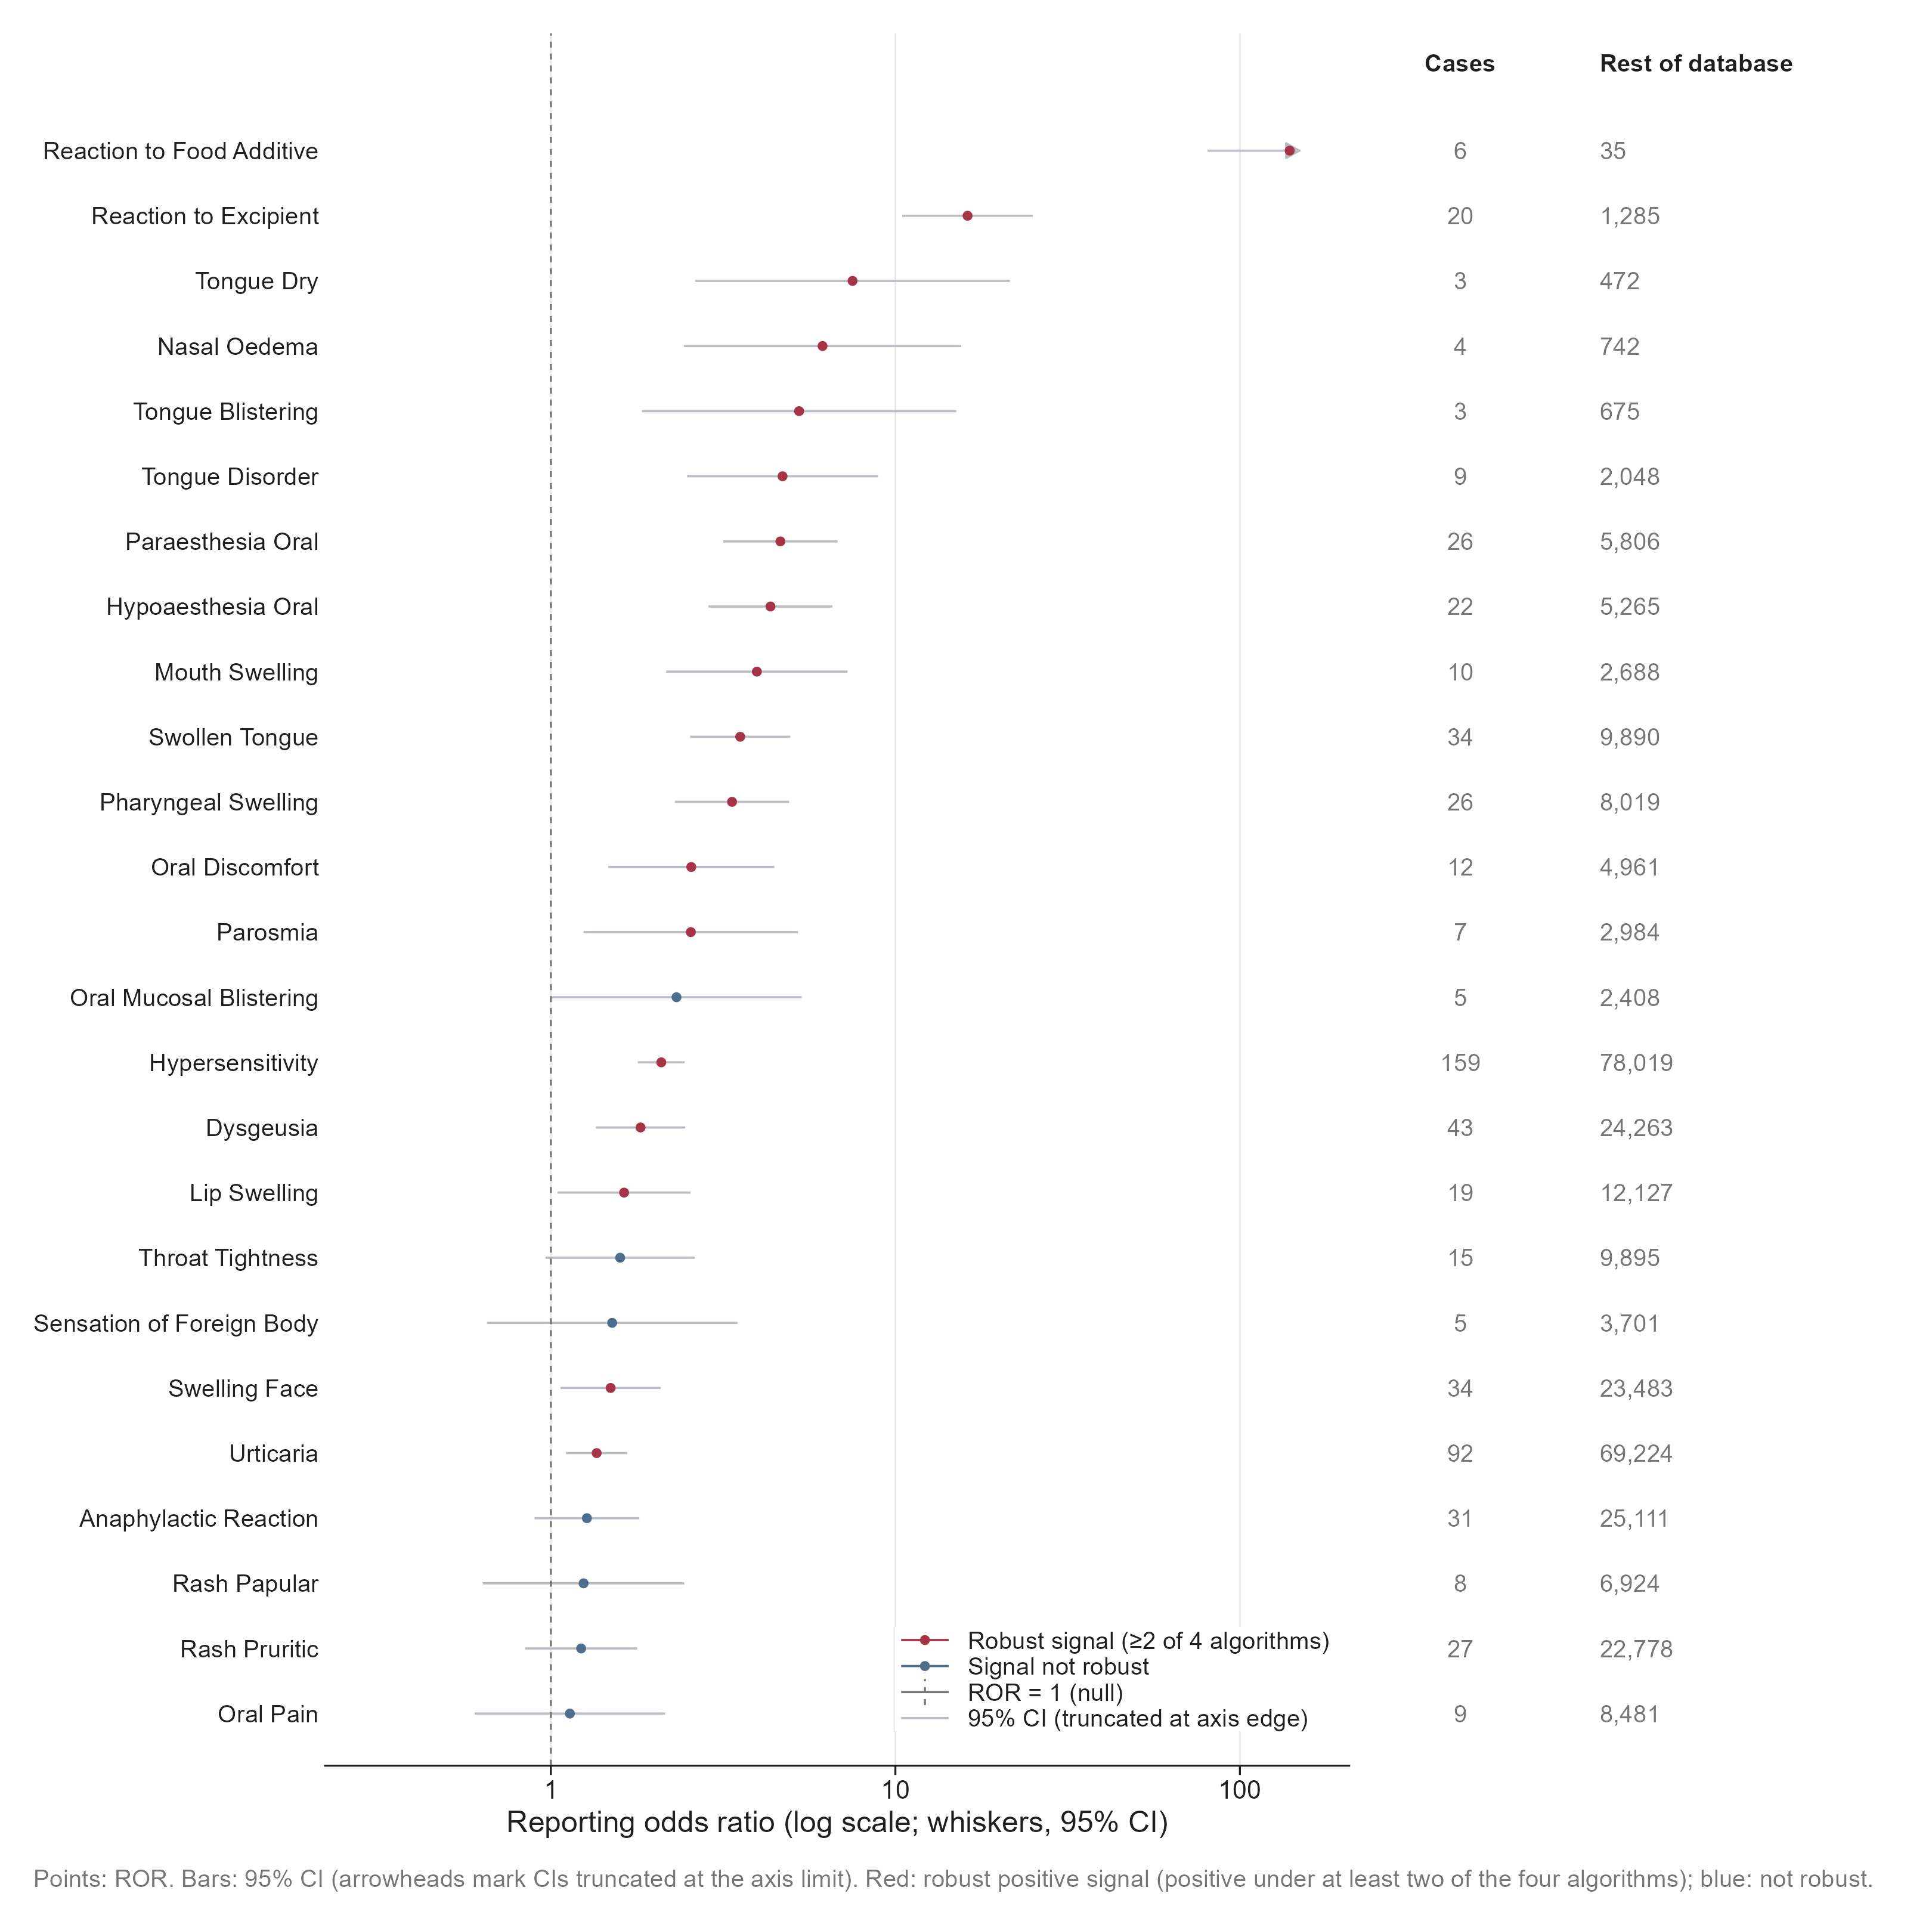 Cases Rest of database
Reaction to Food Additive 6 35
Reaction to Excipient 20 1,285
Tongue Dry 3 472
Nasal Oedema 4 742
Tongue Blistering 3 675
Tongue Disorder 9 2,048
Paraesthesia Oral 26 5,806
Hypoaesthesia Oral 22 5,265
Mouth Swelling 10 2,688
Swollen Tongue 34 9,890
Pharyngeal Swelling 26 8,019
Oral Discomfort 12 4,961
Parosmia 7 2,984
Oral Mucosal Blistering 5 2,408
Hypersensitivity 159 78,019
Dysgeusia 43 24,263
Lip Swelling 19 12,127
Throat Tightness 15 9,895
Sensation of Foreign Body 5 3,701
Swelling Face 34 23,483
Urticaria 92 69,224
Anaphylactic Reaction 31 25,111
Rash Papular 8 6,924
Rash Pruritic 27 22,778
Oral Pain 9 8,481
Robust signal (≥2 of 4 algorithms)
Signal not robust
ROR = 1 (null)
95% CI (truncated at axis edge)
1 10 100
Reporting odds ratio (log scale; whiskers, 95% CI)
Points: ROR. Bars: 95% CI (arrowheads mark CIs truncated at the axis limit). Red: robust positive signal (positive under at least two of the four algorithms); blue: not robust.